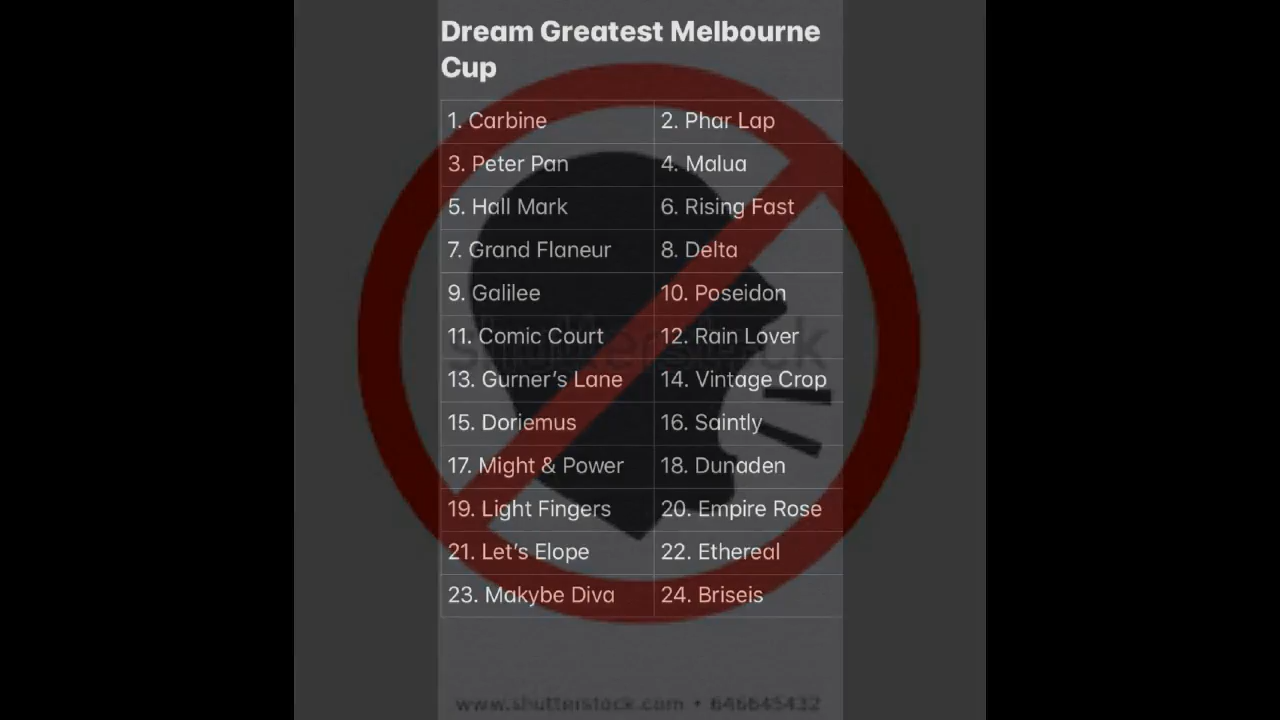 Dream Greatest Melbourne
Cup
1. Carbine 2. Phar Lap
3. Peter Pan 4. Malua
5. Hall Mark 6. Rising Fast
7. Grand Flaneur 8. Delta
9. Galilee 10. Poseidon
11. Comic Court 12. Rain Lover
shutterstock
13. Gurner’s Lane 14. Vintage Crop
15. Doriemus 16. Saintly
17. Might & Power 18. Dunaden
19. Light Fingers 20. Empire Rose
21. Let’s Elope 22. Ethereal
23. Makybe Diva 24. Briseis
www.shutterstock.com • 646645432